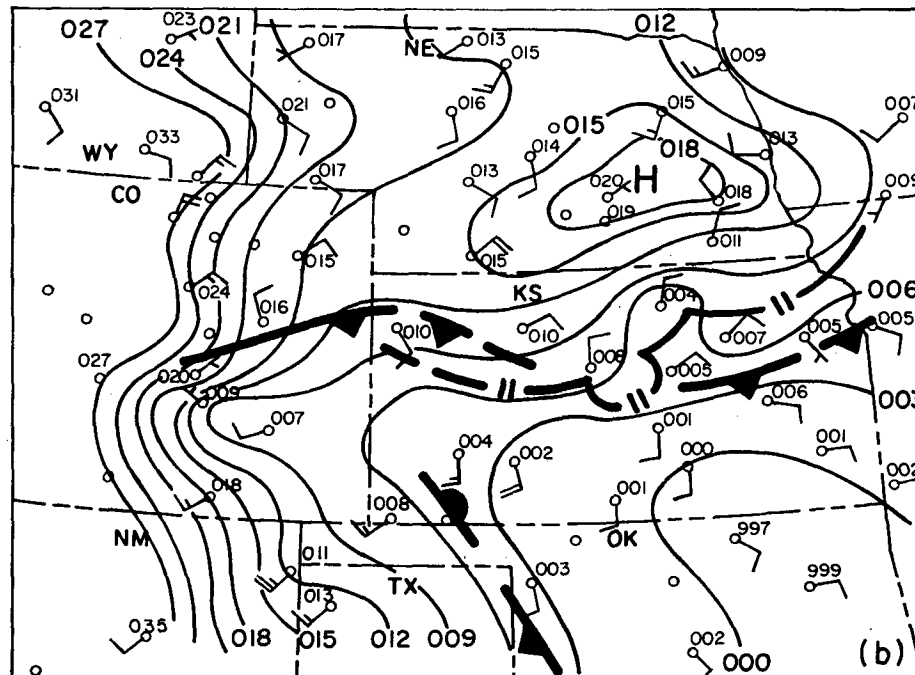 027 023 021 017 NE 013 015 012 009
024
031 033 021 016 015 015 007
WY 014 018 013
CO 017 013 020 H 018 009
019
015 015 011
024 KS 004 006
016 010 010 007 005 005
027 020 008 005
009 006 003
007 004 002 001 000 001 002
018 008 001
NM OK 997
011 TX 003 999
013
035 018 015 012 009 002 000 (b)